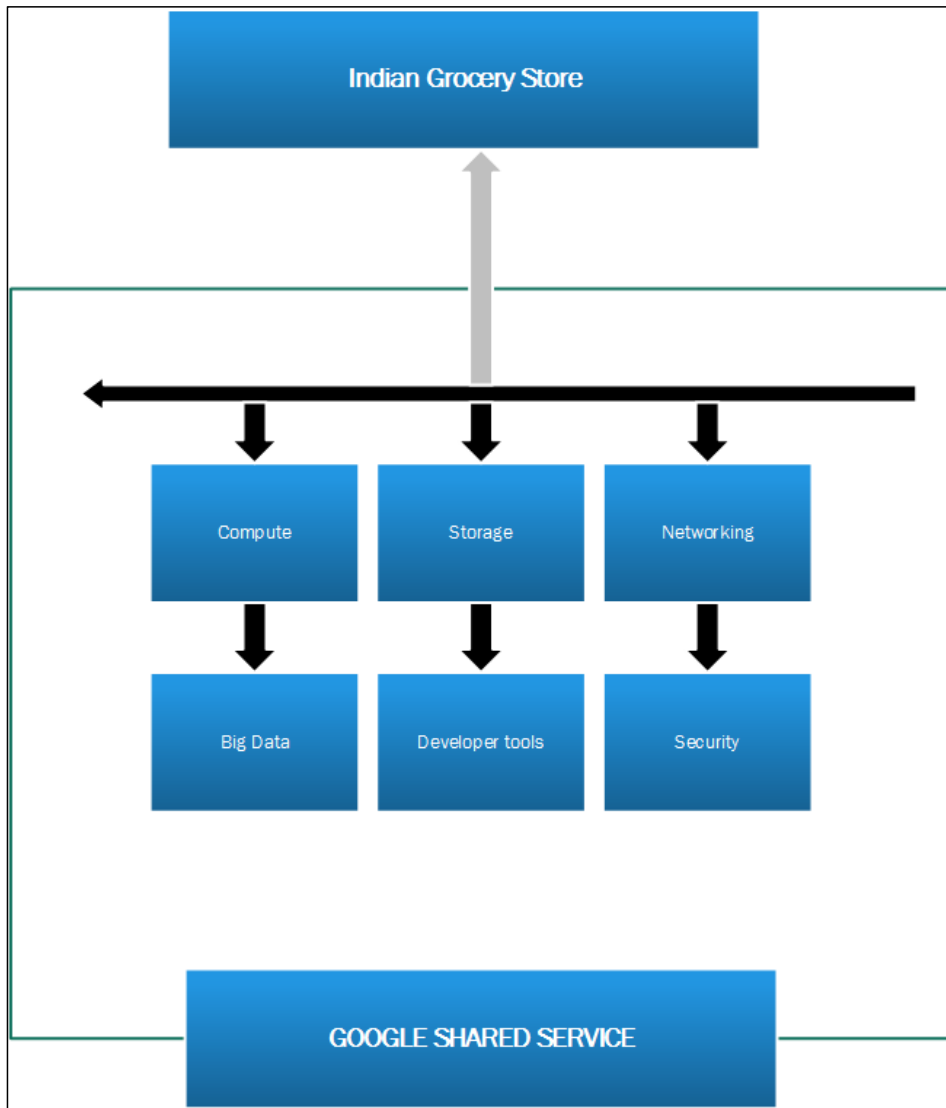 Indian Grocery Store
Compute
Storage
Networking
Big Data
Developer tools
Security
GOOGLE SHARED SERVICE